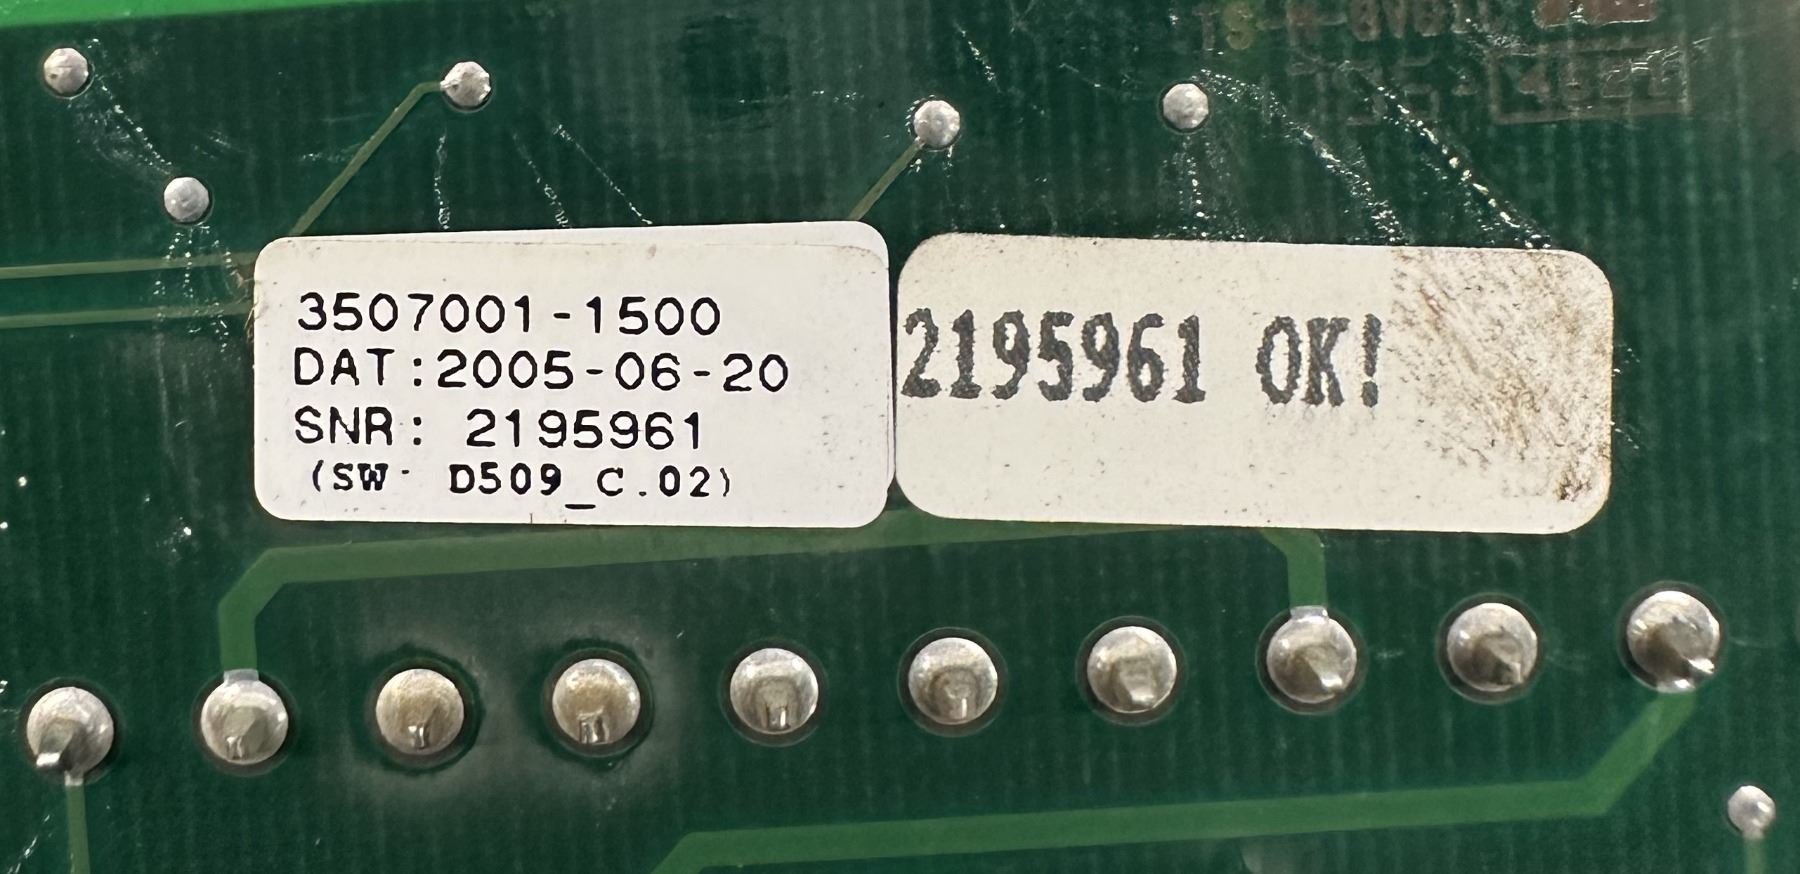 3507001-1500
DAT:2005-06-20
SNR: 2195961
(SW· D509_C.02)
2195961 OK!